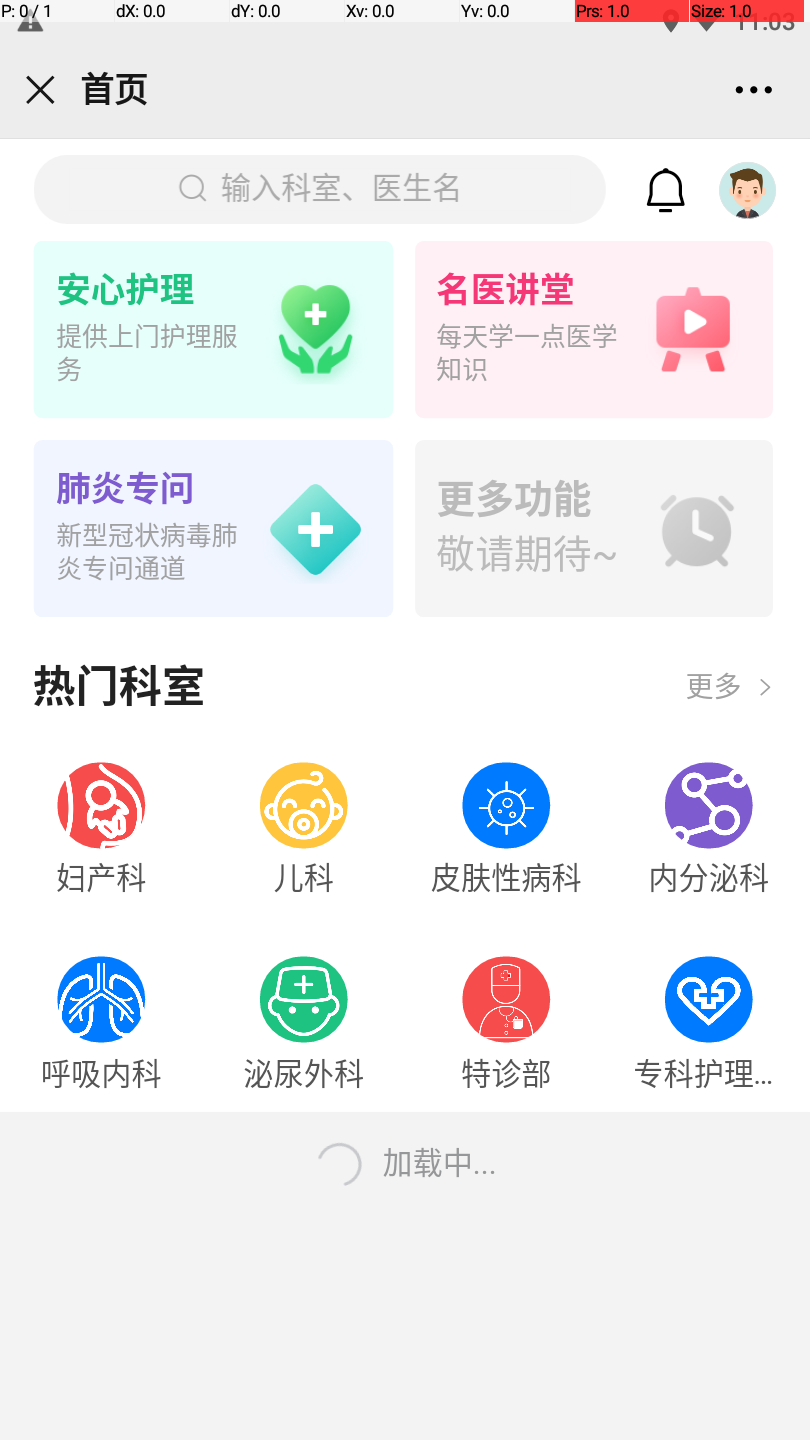 P: 0 / 1 dX: 0.0 dY: 0.0 Xv: 0.0 Yv: 0.0 Prs: 1.0 Size: 1.0
11:03
首页
输入科室、医生名
安心护理
提供上门护理服
务
名医讲堂
每天学一点医学
知识
肺炎专问
新型冠状病毒肺
炎专问通道
更多功能
敬请期待~
热门科室
更多
妇产科 儿科 皮肤性病科 内分泌科
呼吸内科 泌尿外科 特诊部 专科护理...
加载中...